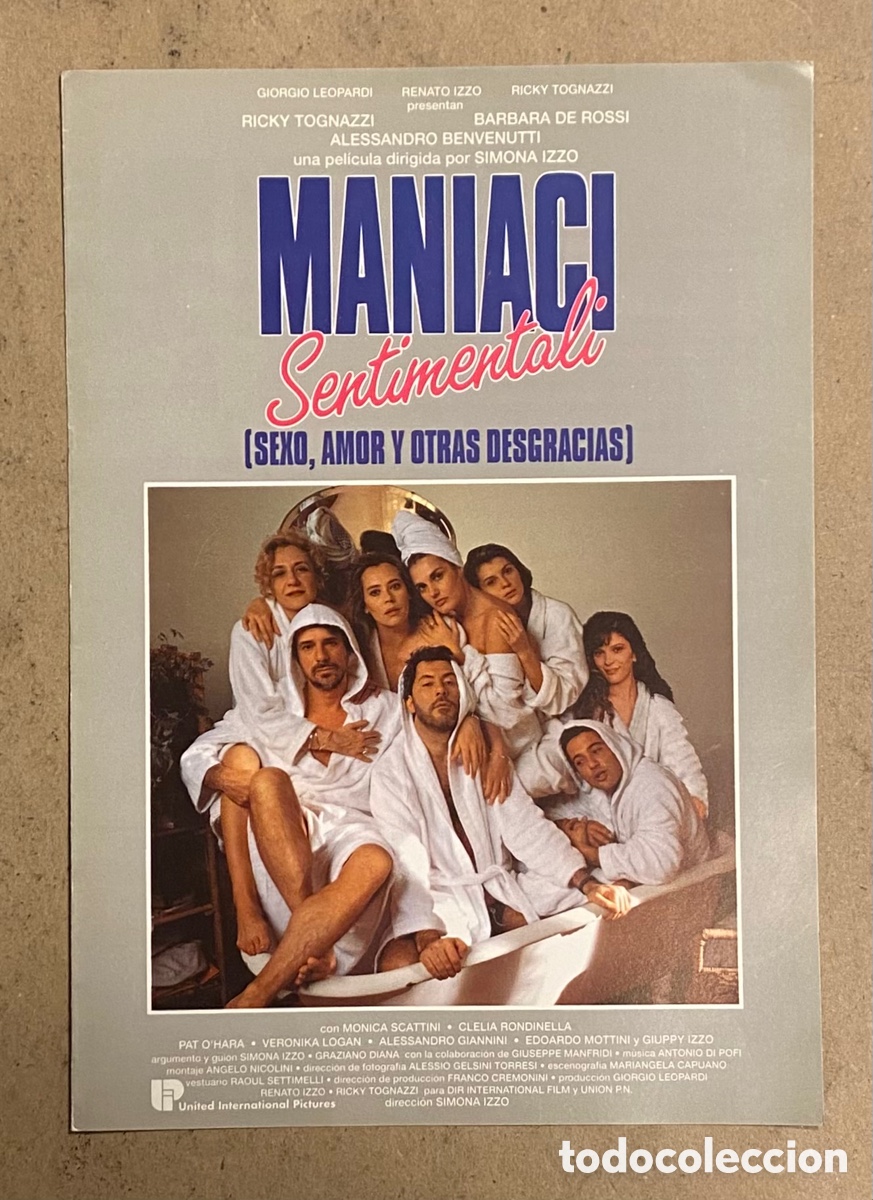 GIORGIO LEOPARDI RENATO IZZO RICKY TOGNAZZI
presentan
RICKY TOGNAZZI BARBARA DE ROSSI
ALESSANDRO BENVENUTTI
una película dirigida por SIMONA IZZO
MANIACI
Sentimentali
(SEXO, AMOR Y OTRAS DESGRACIAS)
con MONICA SCATTINI • CLELIA RONDINELLA
PAT O'HARA • VERONIKA LOGAN • ALESSANDRO GIANNINI • EDOARDO MOTTINI y GIUPPY IZZO
argumento y guión SIMONA IZZO • GRAZIANO DIANA con la colaboración de GIUSEPPE MANFRIDI • música ANTONIO DI POFI
montaje ANGELO NICOLINI • dirección de fotografía ALESSIO GELSINI TORRESI • escenografía MARIANGELA CAPUANO
vestuario RAOUL SETTIMELLI • dirección de produccion FRANCO CREMONINI • producción GIORGIO LEOPARDI
RENATO IZZO • RICKY TOGNAZZI para DIR INTERNATIONAL FILM y UNION P.N.
United International Pictures
dirección SIMONA IZZO
todocoleccion